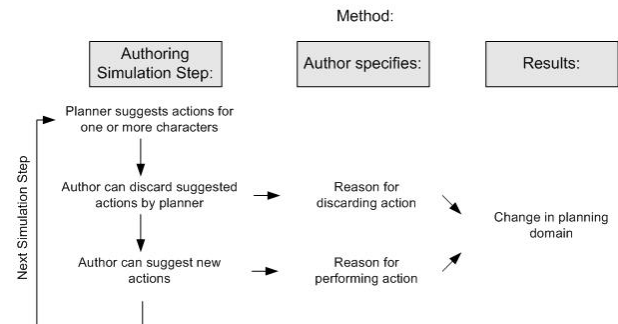 Method:
Authoring
Simulation Step:
Author specifies:
Results:
Planner suggests actions for
one or more characters
Author can discard suggested
actions by planner
Reason for
discarding action
Change in planning
domain
Author can suggest new
actions
Reason for
performing action
Next Simulation Step